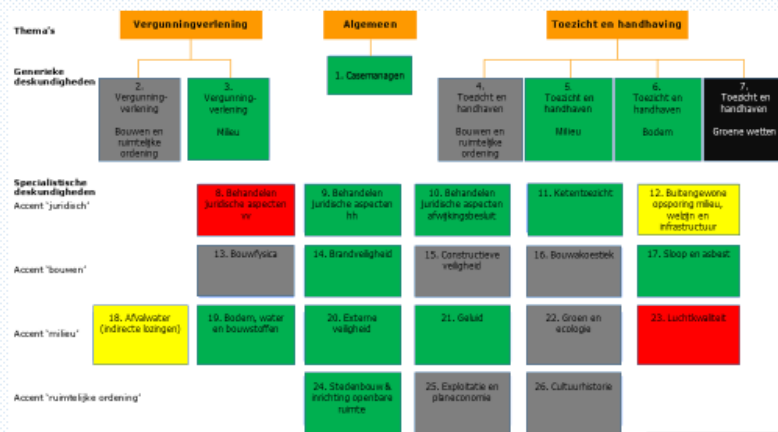 Thema's
Vergunningverlening
Algemeen
Toezicht en handhaving
Generieke
deskundigheden
1. Casemanagen
2.
Vergunning-
verlening
Bouwen en
ruimtelijke
ordening
3.
Vergunning-
verlening
Milieu
4.
Toezicht en
handhaven
Bouwen en
ruimtelijke
ordening
5.
Toezicht en
handhaven
Milieu
6.
Toezicht en
handhaven
Bodem
7.
Toezicht en
handhaven
Groene wetten
Specialistische
deskundigheden
Accent 'juridisch'
8. Behandelen
juridische aspecten
vv
9. Behandelen
juridische aspecten
hh
10. Behandelen
juridische aspecten
afwijkingsbesluit
11. Ketentoezicht
12. Buitengewone
opsporing milieu,
welzijn en
infrastructuur
Accent 'bouwen'
13. Bouwfysica
14. Brandveiligheid
15. Constructieve
veiligheid
16. Bouwakoestiek
17. Sloop en asbest
Accent 'milieu'
18. Afvalwater
(indirecte lozingen)
19. Bodem, water
en bouwstoffen
20. Externe
veiligheid
21. Geluid
22. Groen en
ecologie
23. Luchtkwaliteit
Accent 'ruimtelijke ordening'
24. Stedenbouw &
inrichting openbare
ruimte
25. Exploitatie en
planeconomie
26. Cultuurhistorie